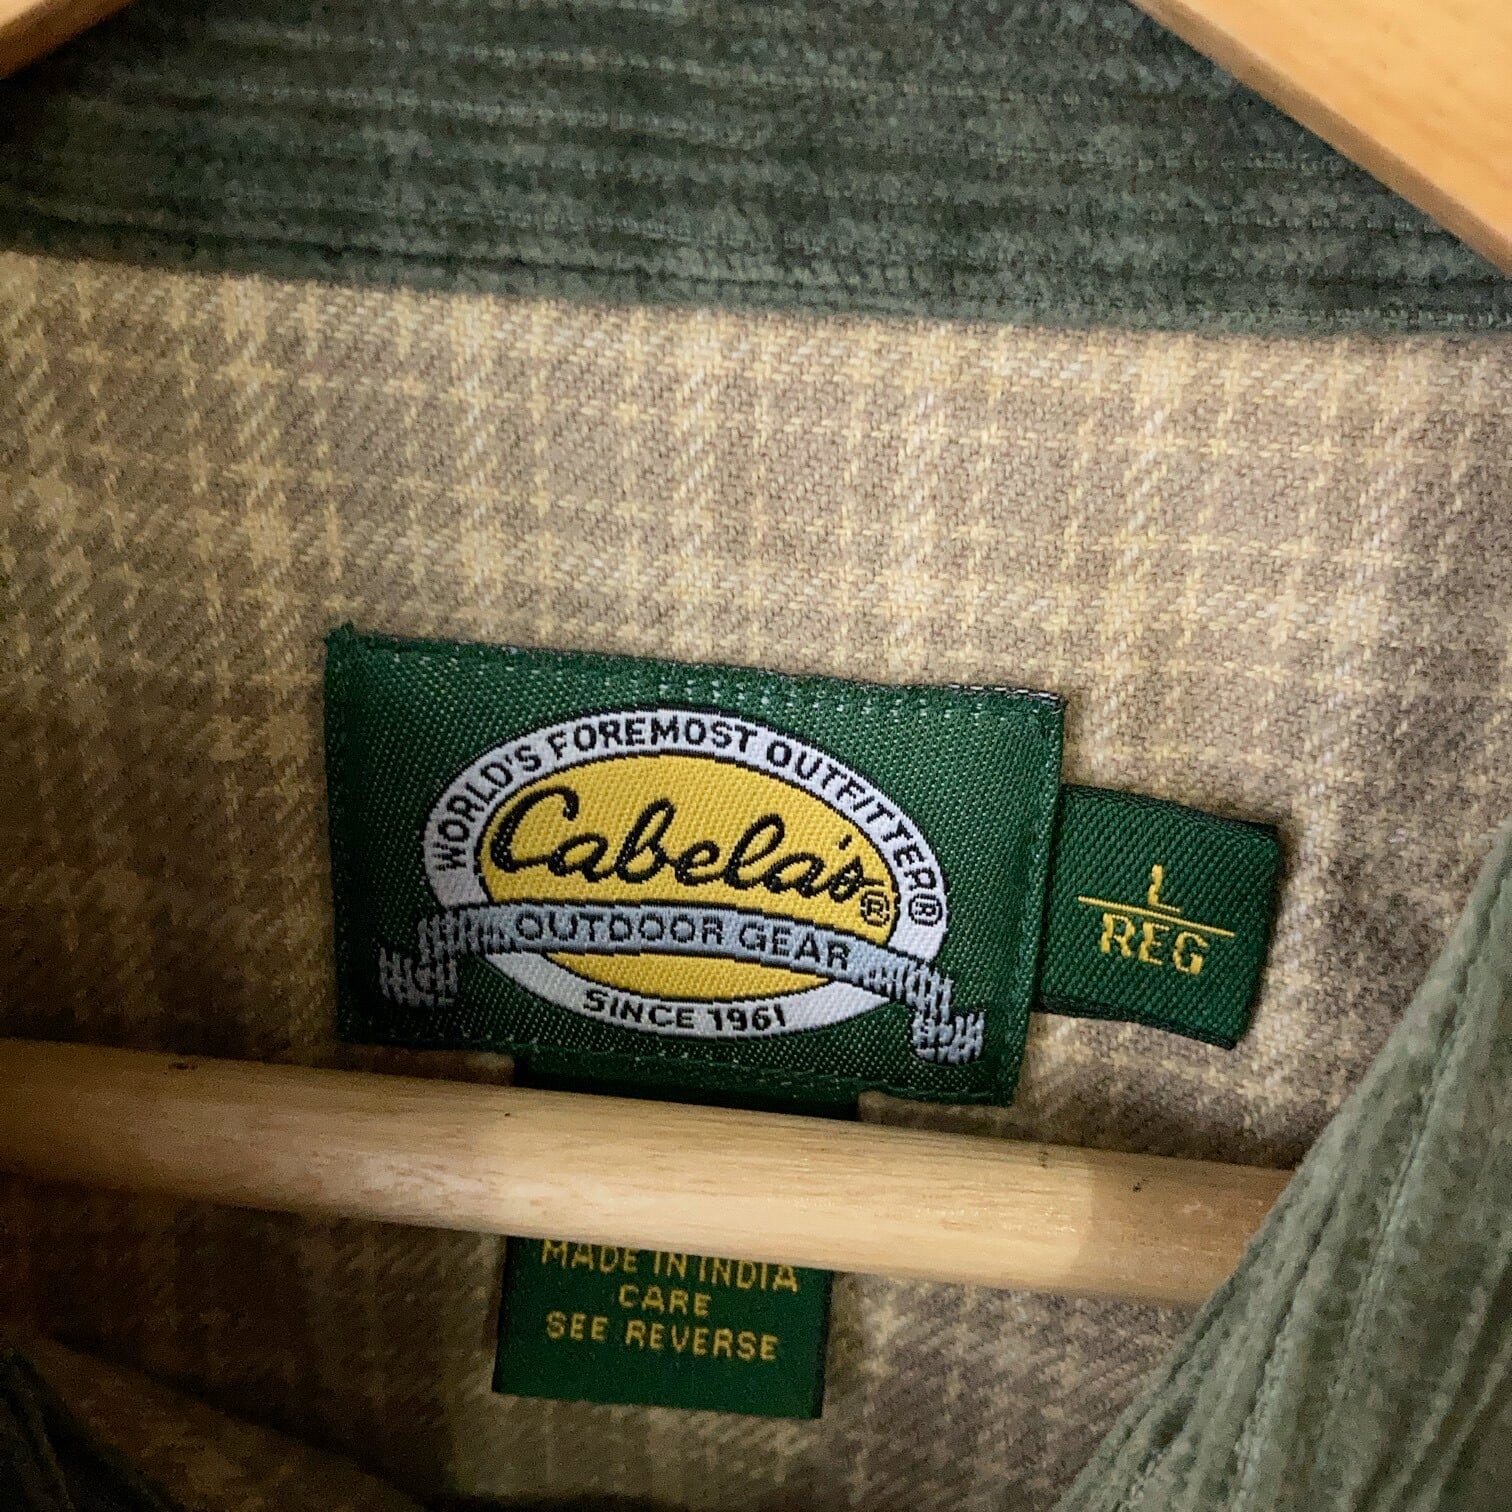 WORLD'S FOREMOST OUTFITTER®
Cabela's®
OUTDOOR GEAR
SINCE 1961
L
REG
MADE IN INDIA
CARE
SEE REVERSE